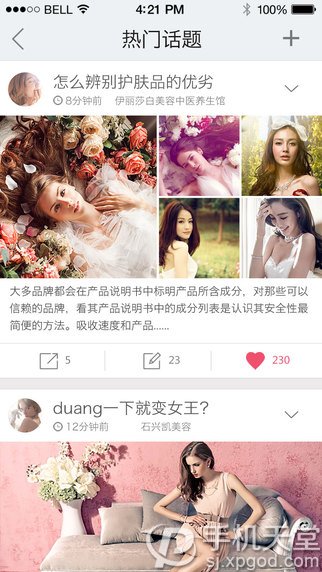 BELL 4:21 PM 100%
热门话题
怎么辨别护肤品的优劣
8分钟前 伊丽莎白美容中医养生馆
大多品牌都会在产品说明书中标明产品所含成分，对那些可以
信赖的品牌，看其产品说明书中的成分列表是认识其安全性最
简便的方法。吸收速度和产品......
5 23 230
duang一下就变女王?
12分钟前 石兴凯美容
手机天堂
sj.xpgod.com